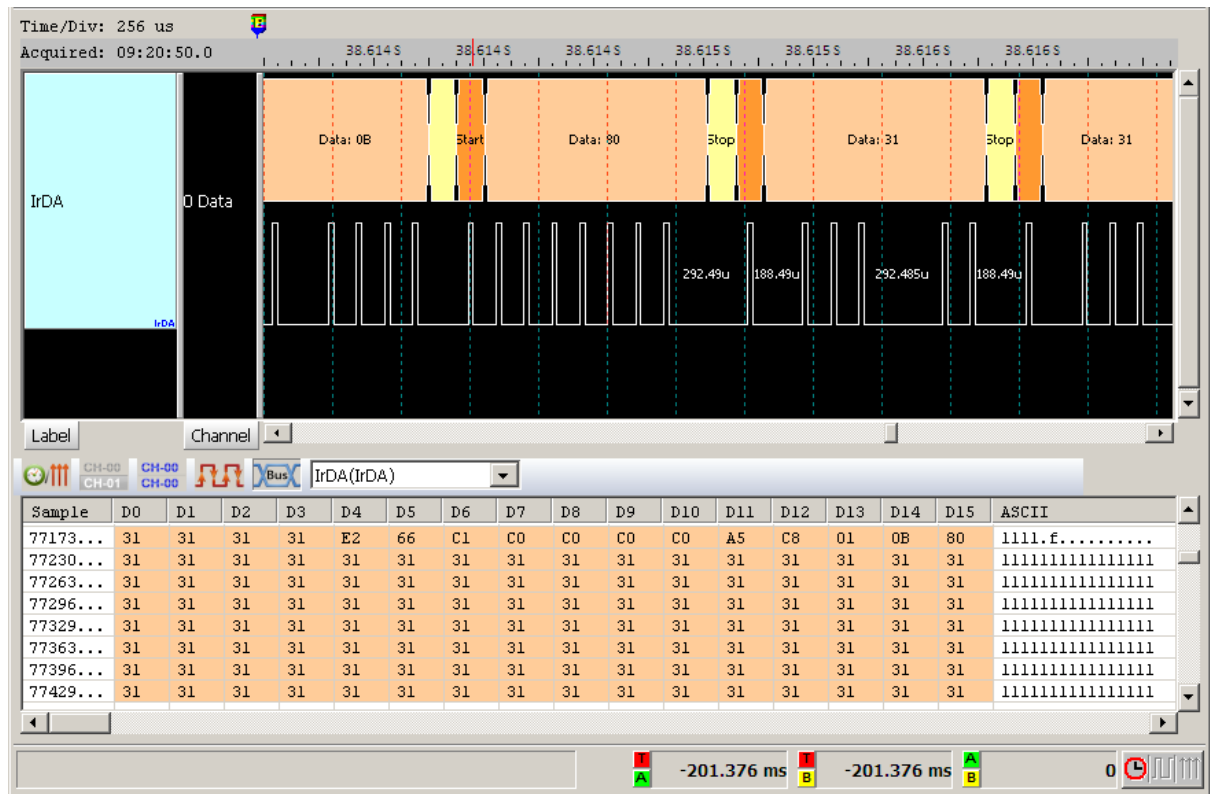 Time/Div: 256 us
B
Acquired: 09:20:50.0
38.614S 38.614S 38.614S 38.615S 38.615S 38.616S 38.616S
Data: 0B Start Data: 80 Stop Data: 31 Stop Data: 31
IrDA 0 Data
292.49u 188.49u 292.485u 188.49u
IrDA
Label Channel
CH-00 CH-00
CH-01 CH-00
Bus IrDA(IrDA)
Sample D0 D1 D2 D3 D4 D5 D6 D7 D8 D9 D10 D11 D12 D13 D14 D15 ASCII
77173... 31 31 31 31 E2 66 C1 C0 C0 C0 C0 A5 C8 01 0B 80 1111.f..........
77230... 31 31 31 31 31 31 31 31 31 31 31 31 31 31 31 31 1111111111111111
77263... 31 31 31 31 31 31 31 31 31 31 31 31 31 31 31 31 1111111111111111
77296... 31 31 31 31 31 31 31 31 31 31 31 31 31 31 31 31 1111111111111111
77329... 31 31 31 31 31 31 31 31 31 31 31 31 31 31 31 31 1111111111111111
77363... 31 31 31 31 31 31 31 31 31 31 31 31 31 31 31 31 1111111111111111
77396... 31 31 31 31 31 31 31 31 31 31 31 31 31 31 31 31 1111111111111111
77429... 31 31 31 31 31 31 31 31 31 31 31 31 31 31 31 31 1111111111111111
T A -201.376 ms T B -201.376 ms A B 0